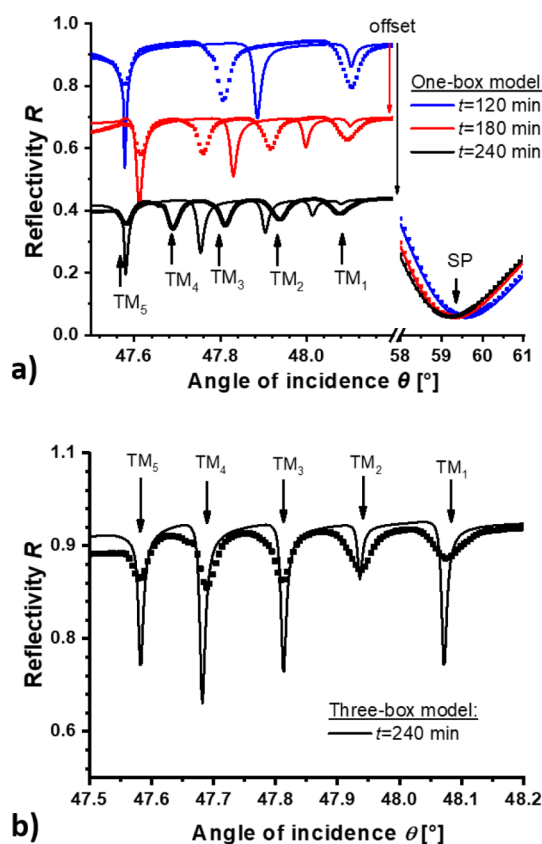 offset
1.0
0.8
0.6
0.4
0.2
0.0
Reflectivity R
One-box model
t=120 min
t=180 min
t=240 min
TM5
TM4
TM3
TM2
TM1
SP
47.6
47.8
48.0
58
59
60
61
Angle of incidence θ [°]
a)
1.1
0.9
0.8
0.6
Reflectivity R
TM5
TM4
TM3
TM2
TM1
Three-box model:
t=240 min
47.5
47.6
47.7
47.8
47.9
48.0
48.1
48.2
Angle of incidence θ [°]
b)